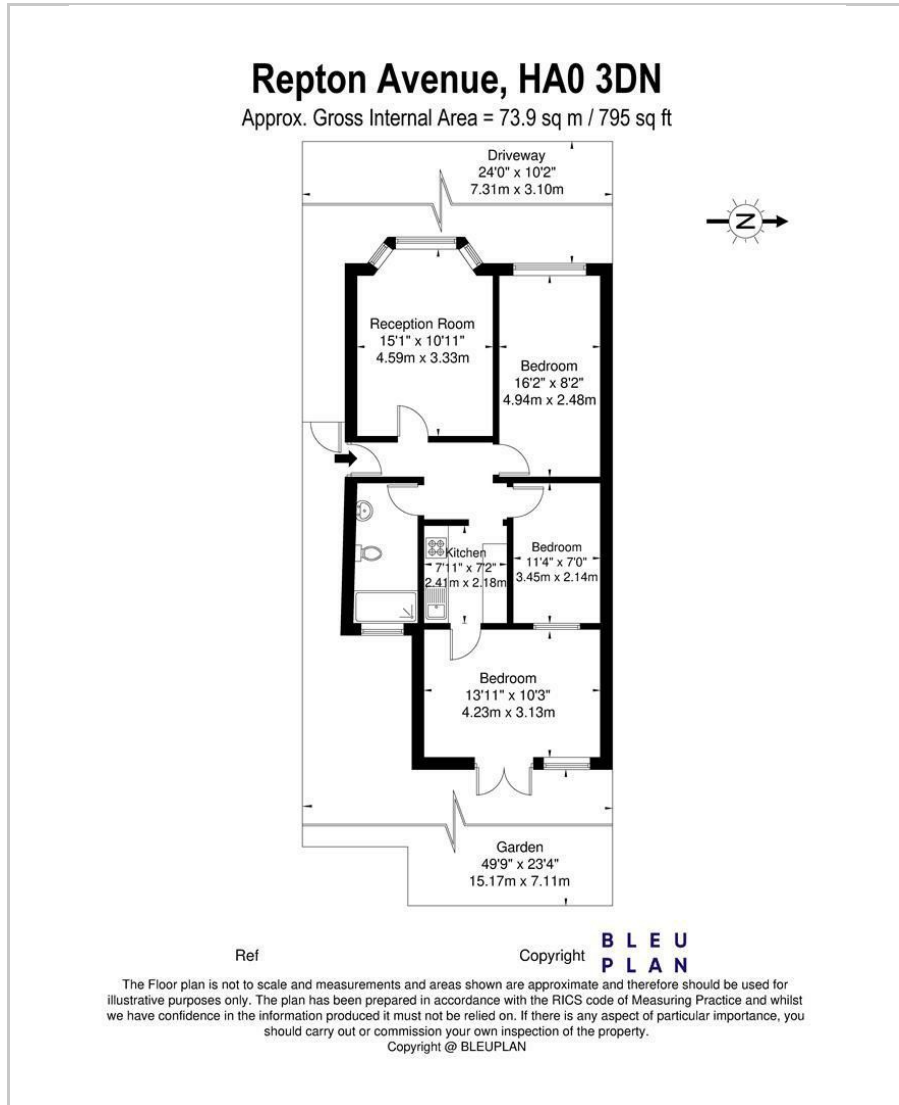 Repton Avenue, HA0 3DN
Approx. Gross Internal Area = 73.9 sq m / 795 sq ft
Driveway
24'0" x 10'2"
7.31m x 3.10m
N
Reception Room
15'1" x 10'11"
4.59m x 3.33m
Bedroom
16'2" x 8'2"
4.94m x 2.48m
Kitchen
7'11" x 7'2"
2.41m x 2.18m
Bedroom
11'4" x 7'0"
3.45m x 2.14m
Bedroom
13'11" x 10'3"
4.23m x 3.13m
Garden
49'9" x 23'4"
15.17m x 7.11m
Ref
Copyright
BLEU
PLAN
The Floor plan is not to scale and measurements and areas shown are approximate and therefore should be used for
illustrative purposes only. The plan has been prepared in accordance with the RICS code of Measuring Practice and whilst
we have confidence in the information produced it must not be relied on. If there is any aspect of particular importance, you
should carry out or commission your own inspection of the property.
Copyright @ BLEUPLAN